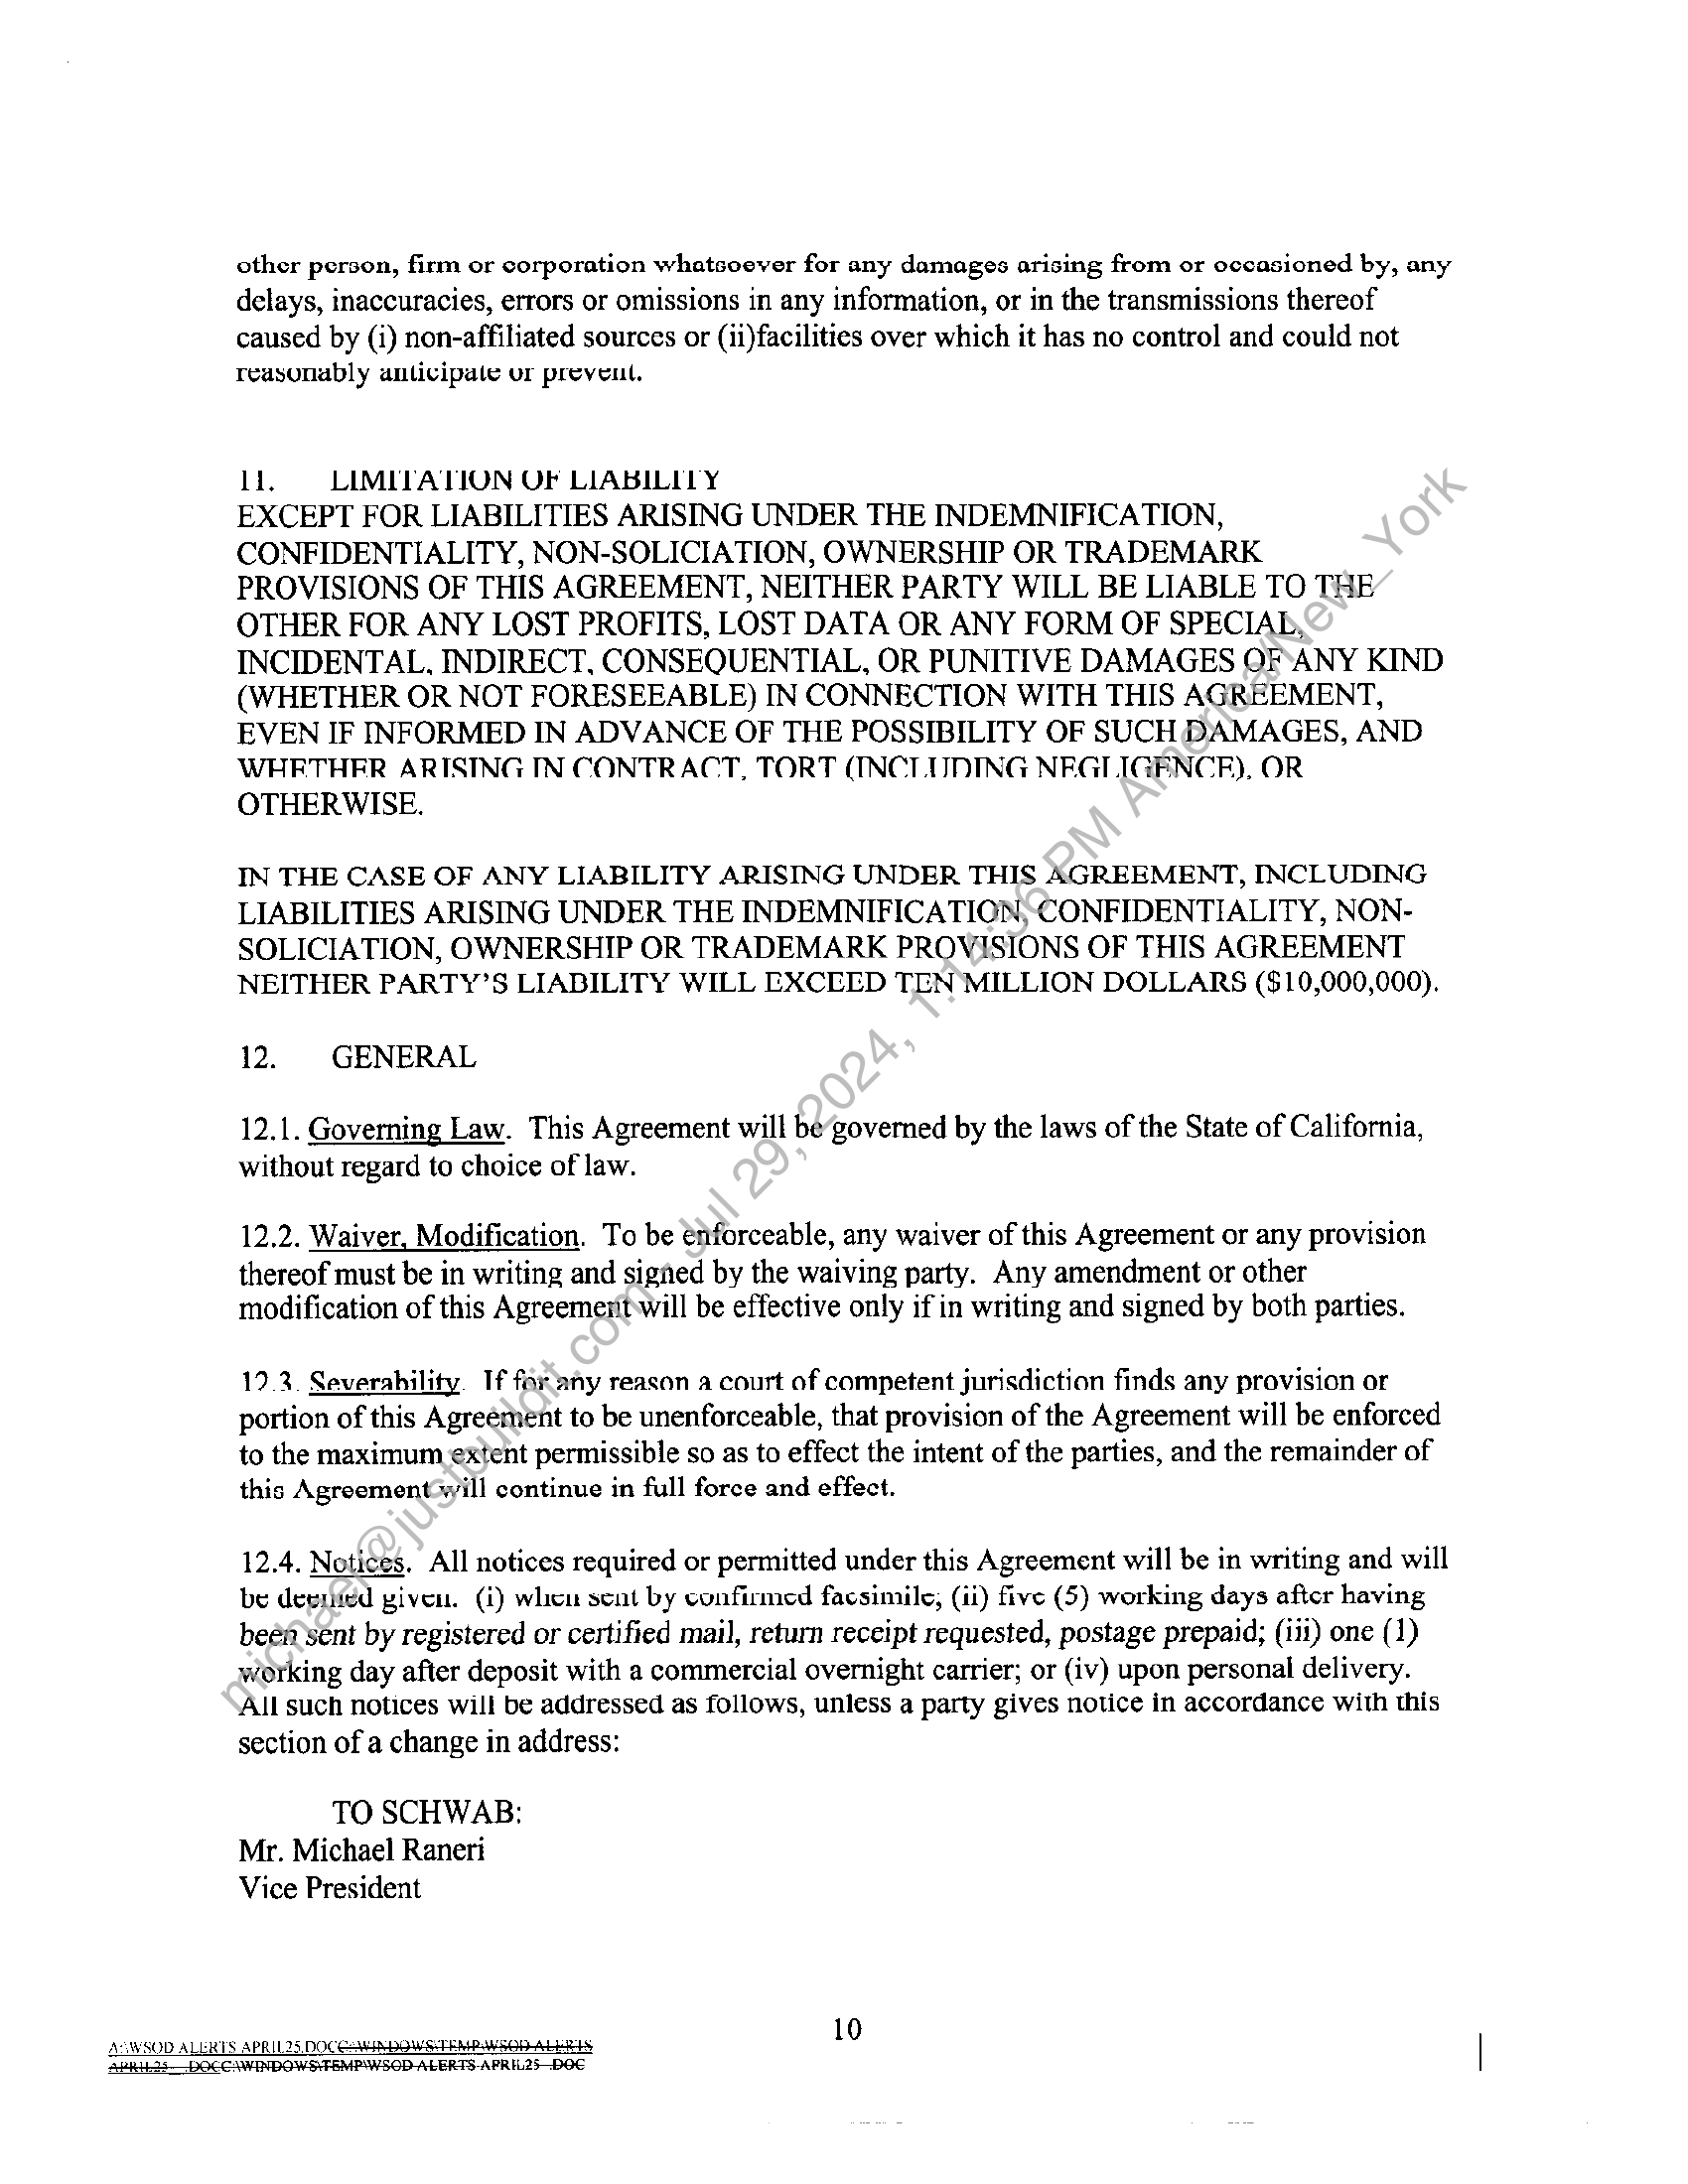 other person, firm or corporation whatsoever for any damages arising from or occasioned by, any
delays, inaccuracies, errors or omissions in any information, or in the transmissions thereof
caused by (i) non-affiliated sources or (ii)facilities over which it has no control and could not
reasonably anticipate or prevent.
11. LIMITATION OF LIABILITY
EXCEPT FOR LIABILITIES ARISING UNDER THE INDEMNIFICATION,
CONFIDENTIALITY, NON-SOLICIATION, OWNERSHIP OR TRADEMARK
PROVISIONS OF THIS AGREEMENT, NEITHER PARTY WILL BE LIABLE TO THE
OTHER FOR ANY LOST PROFITS, LOST DATA OR ANY FORM OF SPECIAL,
INCIDENTAL, INDIRECT, CONSEQUENTIAL, OR PUNITIVE DAMAGES OF ANY KIND
(WHETHER OR NOT FORESEEABLE) IN CONNECTION WITH THIS AGREEMENT,
EVEN IF INFORMED IN ADVANCE OF THE POSSIBILITY OF SUCH DAMAGES, AND
WHETHER ARISING IN CONTRACT, TORT (INCLUDING NEGLIGENCE), OR
OTHERWISE.
IN THE CASE OF ANY LIABILITY ARISING UNDER THIS AGREEMENT, INCLUDING
LIABILITIES ARISING UNDER THE INDEMNIFICATION, CONFIDENTIALITY, NON-
SOLICIATION, OWNERSHIP OR TRADEMARK PROVISIONS OF THIS AGREEMENT
NEITHER PARTY'S LIABILITY WILL EXCEED TEN MILLION DOLLARS ($10,000,000).
12. GENERAL
12.1. Governing Law. This Agreement will be governed by the laws of the State of California,
without regard to choice of law.
12.2. Waiver, Modification. To be enforceable, any waiver of this Agreement or any provision
thereof must be in writing and signed by the waiving party. Any amendment or other
modification of this Agreement will be effective only if in writing and signed by both parties.
12.3. Severability. If for any reason a court of competent jurisdiction finds any provision or
portion of this Agreement to be unenforceable, that provision of the Agreement will be enforced
to the maximum extent permissible so as to effect the intent of the parties, and the remainder of
this Agreement will continue in full force and effect.
12.4. Notices. All notices required or permitted under this Agreement will be in writing and will
be deemed given. (i) when sent by confirmed facsimile; (ii) five (5) working days after having
been sent by registered or certified mail, return receipt requested, postage prepaid; (iii) one (1)
working day after deposit with a commercial overnight carrier; or (iv) upon personal delivery.
All such notices will be addressed as follows, unless a party gives notice in accordance with this
section of a change in address:
TO SCHWAB:
Mr. Michael Raneri
Vice President
10
A:\WSOD ALERTS APRIL25.DOCC:\WINDOWS\TEMP\WSOD ALERTS
APRIL25_.DOCC:\WINDOWS\TEMP\WSOD ALERTS APRIL25 .DOC
michael@justbuildit.com - Jul 29, 2024, 1:14:36 PM America/New_York